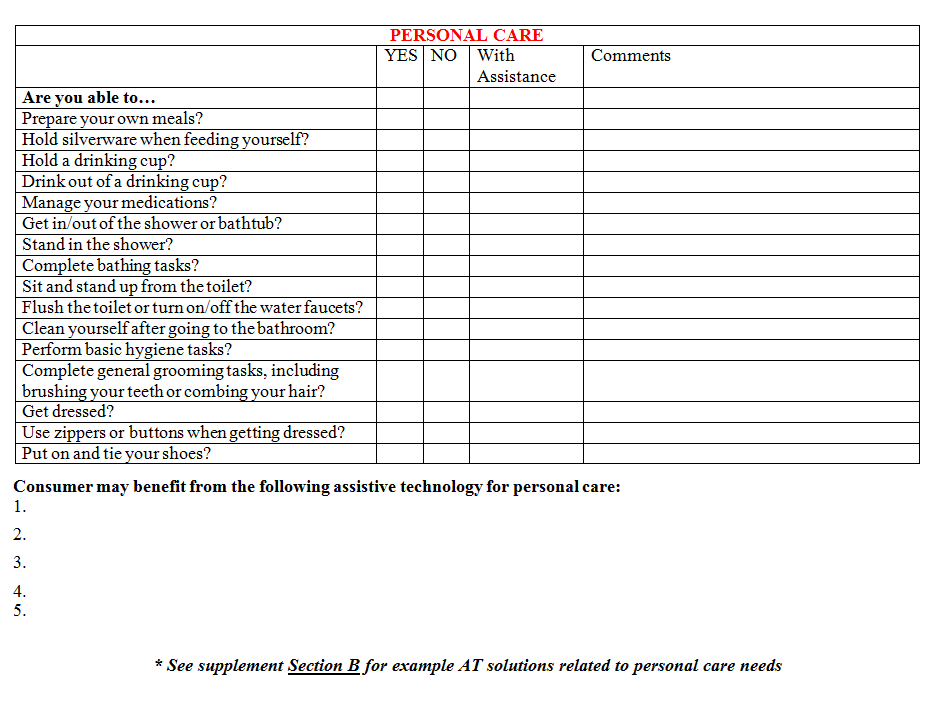 PERSONAL CARE
YES NO With Comments
Assistance
Are you able to…
Prepare your own meals?
Hold silverware when feeding yourself?
Hold a drinking cup?
Drink out of a drinking cup?
Manage your medications?
Get in/out of the shower or bathtub?
Stand in the shower?
Complete bathing tasks?
Sit and stand up from the toilet?
Flush the toilet or turn on/off the water faucets?
Clean yourself after going to the bathroom?
Perform basic hygiene tasks?
Complete general grooming tasks, including
brushing your teeth or combing your hair?
Get dressed?
Use zippers or buttons when getting dressed?
Put on and tie your shoes?
Consumer may benefit from the following assistive technology for personal care:
1.
2.
3.
4.
5.
* See supplement Section B for example AT solutions related to personal care needs